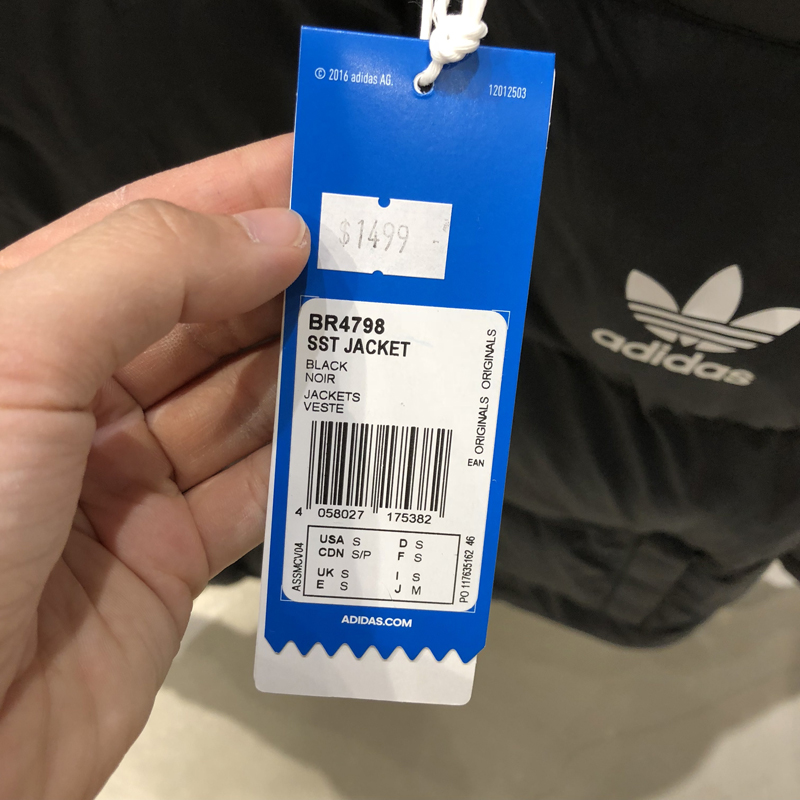 © 2016 adidas AG.
12012503
$1499
BR4798
SST JACKET
BLACK
NOIR
JACKETS
VESTE
ORIGINALS ORIGINALS
EAN
4 058027 175382
ASSMCV04
USA S D S
CDN S/P F S
UK S I S
E S J M
PO 117635162 46
ADIDAS.COM
adidas